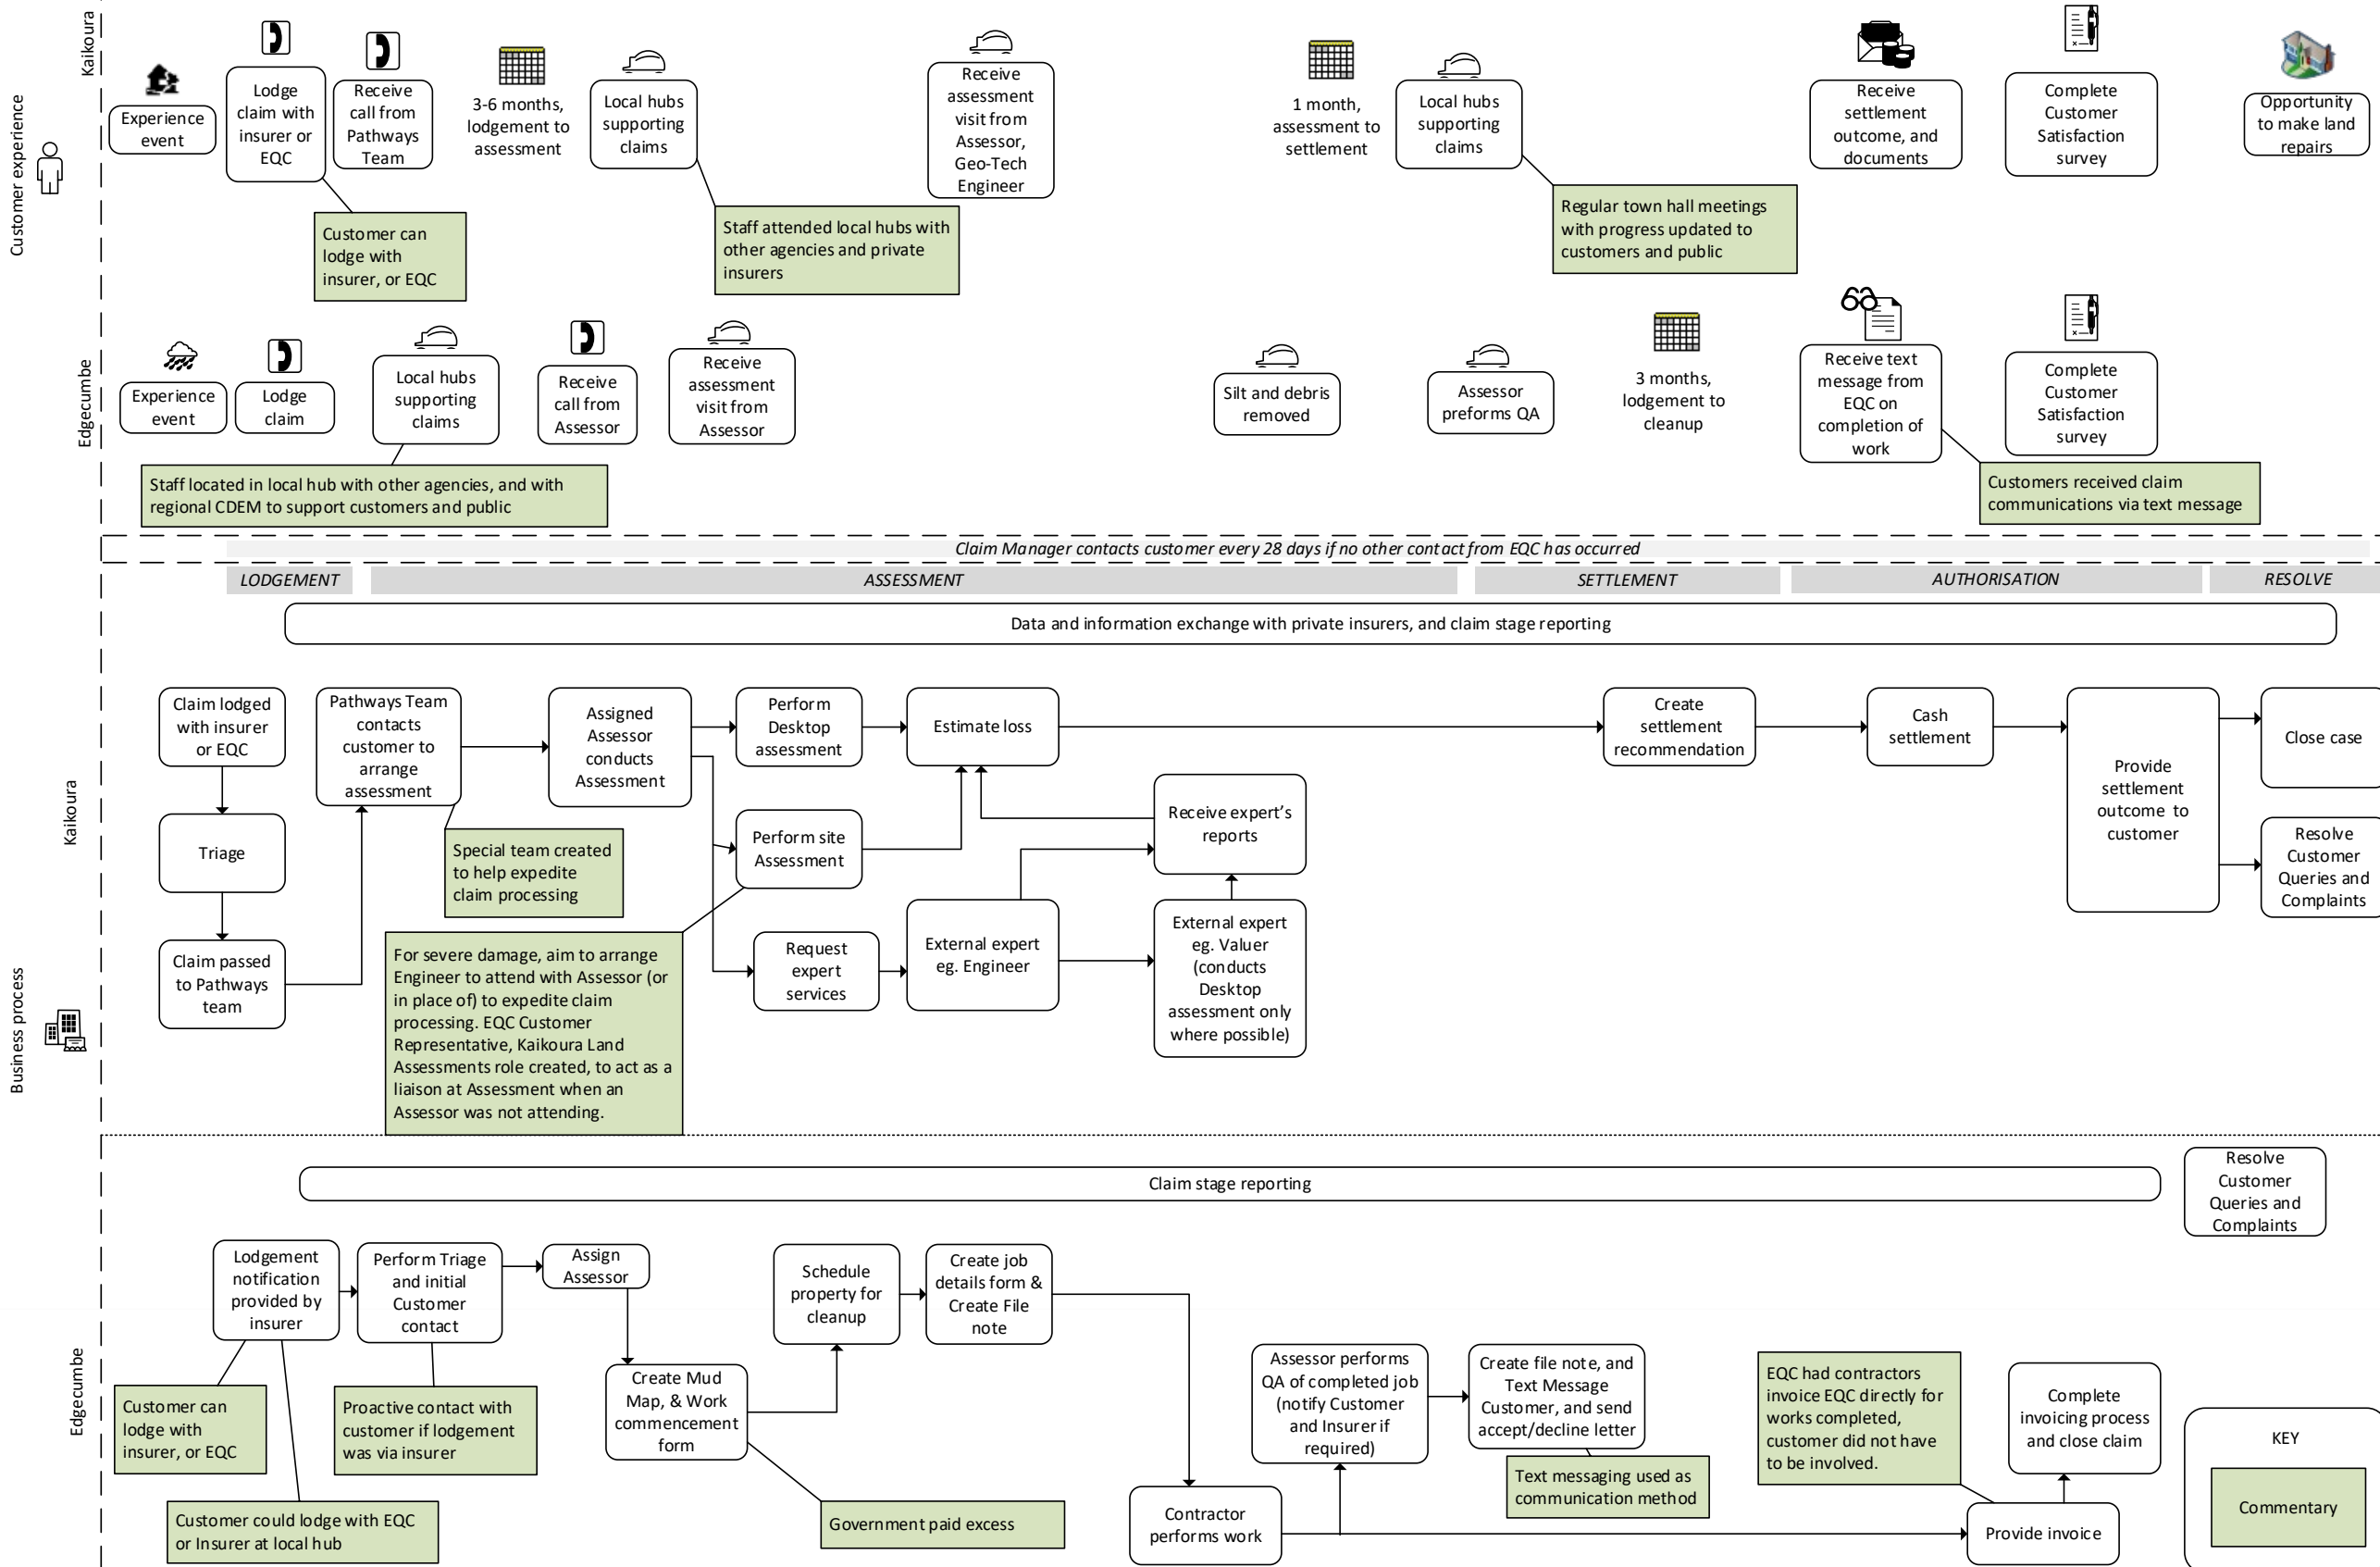 Customer experience
Kaikoura
Experience
event
Lodge
claim with
insurer or
EQC
Receive
call from
Pathways
Team
3-6 months,
lodgement to
assessment
Local hubs
supporting
claims
Receive
assessment
visit from
Assessor,
Geo-Tech
Engineer
1 month,
assessment to
settlement
Local hubs
supporting
claims
Receive
settlement
outcome, and
documents
Complete
Customer
Satisfaction
survey
Opportunity
to make land
repairs
Customer can
lodge with
insurer, or EQC
Staff attended local hubs with
other agencies and private
insurers
Regular town hall meetings
with progress updated to
customers and public
Edgecumbe
Experience
event
Lodge
claim
Local hubs
supporting
claims
Receive
call from
Assessor
Receive
assessment
visit from
Assessor
Silt and debris
removed
Assessor
preforms QA
3 months,
lodgement to
cleanup
Receive text
message from
EQC on
completion of
work
Complete
Customer
Satisfaction
survey
Staff located in local hub with other agencies, and with
regional CDEM to support customers and public
Customers received claim
communications via text message
Claim Manager contacts customer every 28 days if no other contact from EQC has occurred
LODGEMENT
ASSESSMENT
SETTLEMENT
AUTHORISATION
RESOLVE
Business process
Kaikoura
Data and information exchange with private insurers, and claim stage reporting
Claim lodged
with insurer
or EQC
Triage
Claim passed
to Pathways
team
Pathways Team
contacts
customer to
arrange
assessment
Special team created
to help expedite
claim processing
Assigned
Assessor
conducts
Assessment
Perform
Desktop
assessment
Estimate loss
Perform site
Assessment
For severe damage, aim to arrange
Engineer to attend with Assessor (or
in place of) to expedite claim
processing. EQC Customer
Representative, Kaikoura Land
Assessments role created, to act as a
liaison at Assessment when an
Assessor was not attending.
Request
expert
services
External expert
eg. Engineer
Receive expert’s
reports
External expert
eg. Valuer
(conducts
Desktop
assessment only
where possible)
Create
settlement
recommendation
Cash
settlement
Provide
settlement
outcome to
customer
Close case
Resolve
Customer
Queries and
Complaints
Edgecumbe
Claim stage reporting
Resolve
Customer
Queries and
Complaints
Lodgement
notification
provided by
insurer
Perform Triage
and initial
Customer
contact
Assign
Assessor
Customer can
lodge with
insurer, or EQC
Customer could lodge with EQC
or Insurer at local hub
Proactive contact with
customer if lodgement
was via insurer
Create Mud
Map, & Work
commencement
form
Government paid excess
Schedule
property for
cleanup
Create job
details form &
Create File
note
Contractor
performs work
Assessor performs
QA of completed job
(notify Customer
and Insurer if
required)
Create file note, and
Text Message
Customer, and send
accept/decline letter
Text messaging used as
communication method
EQC had contractors
invoice EQC directly for
works completed,
customer did not have
to be involved.
Provide invoice
Complete
invoicing process
and close claim
KEY
Commentary